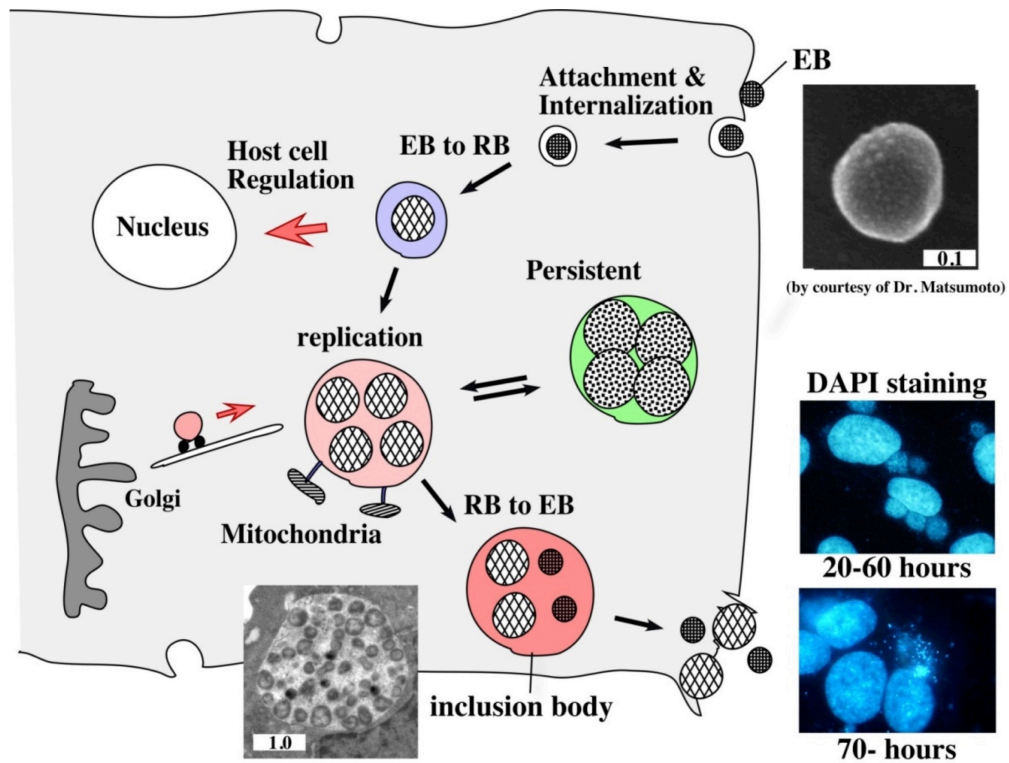 EB
Attachment &
Internalization
EB to RB
Host cell
Regulation
Nucleus
0.1
(by courtesy of Dr. Matsumoto)
Persistent
replication
DAPI staining
Golgi
Mitochondria
RB to EB
20-60 hours
inclusion body
1.0
70- hours